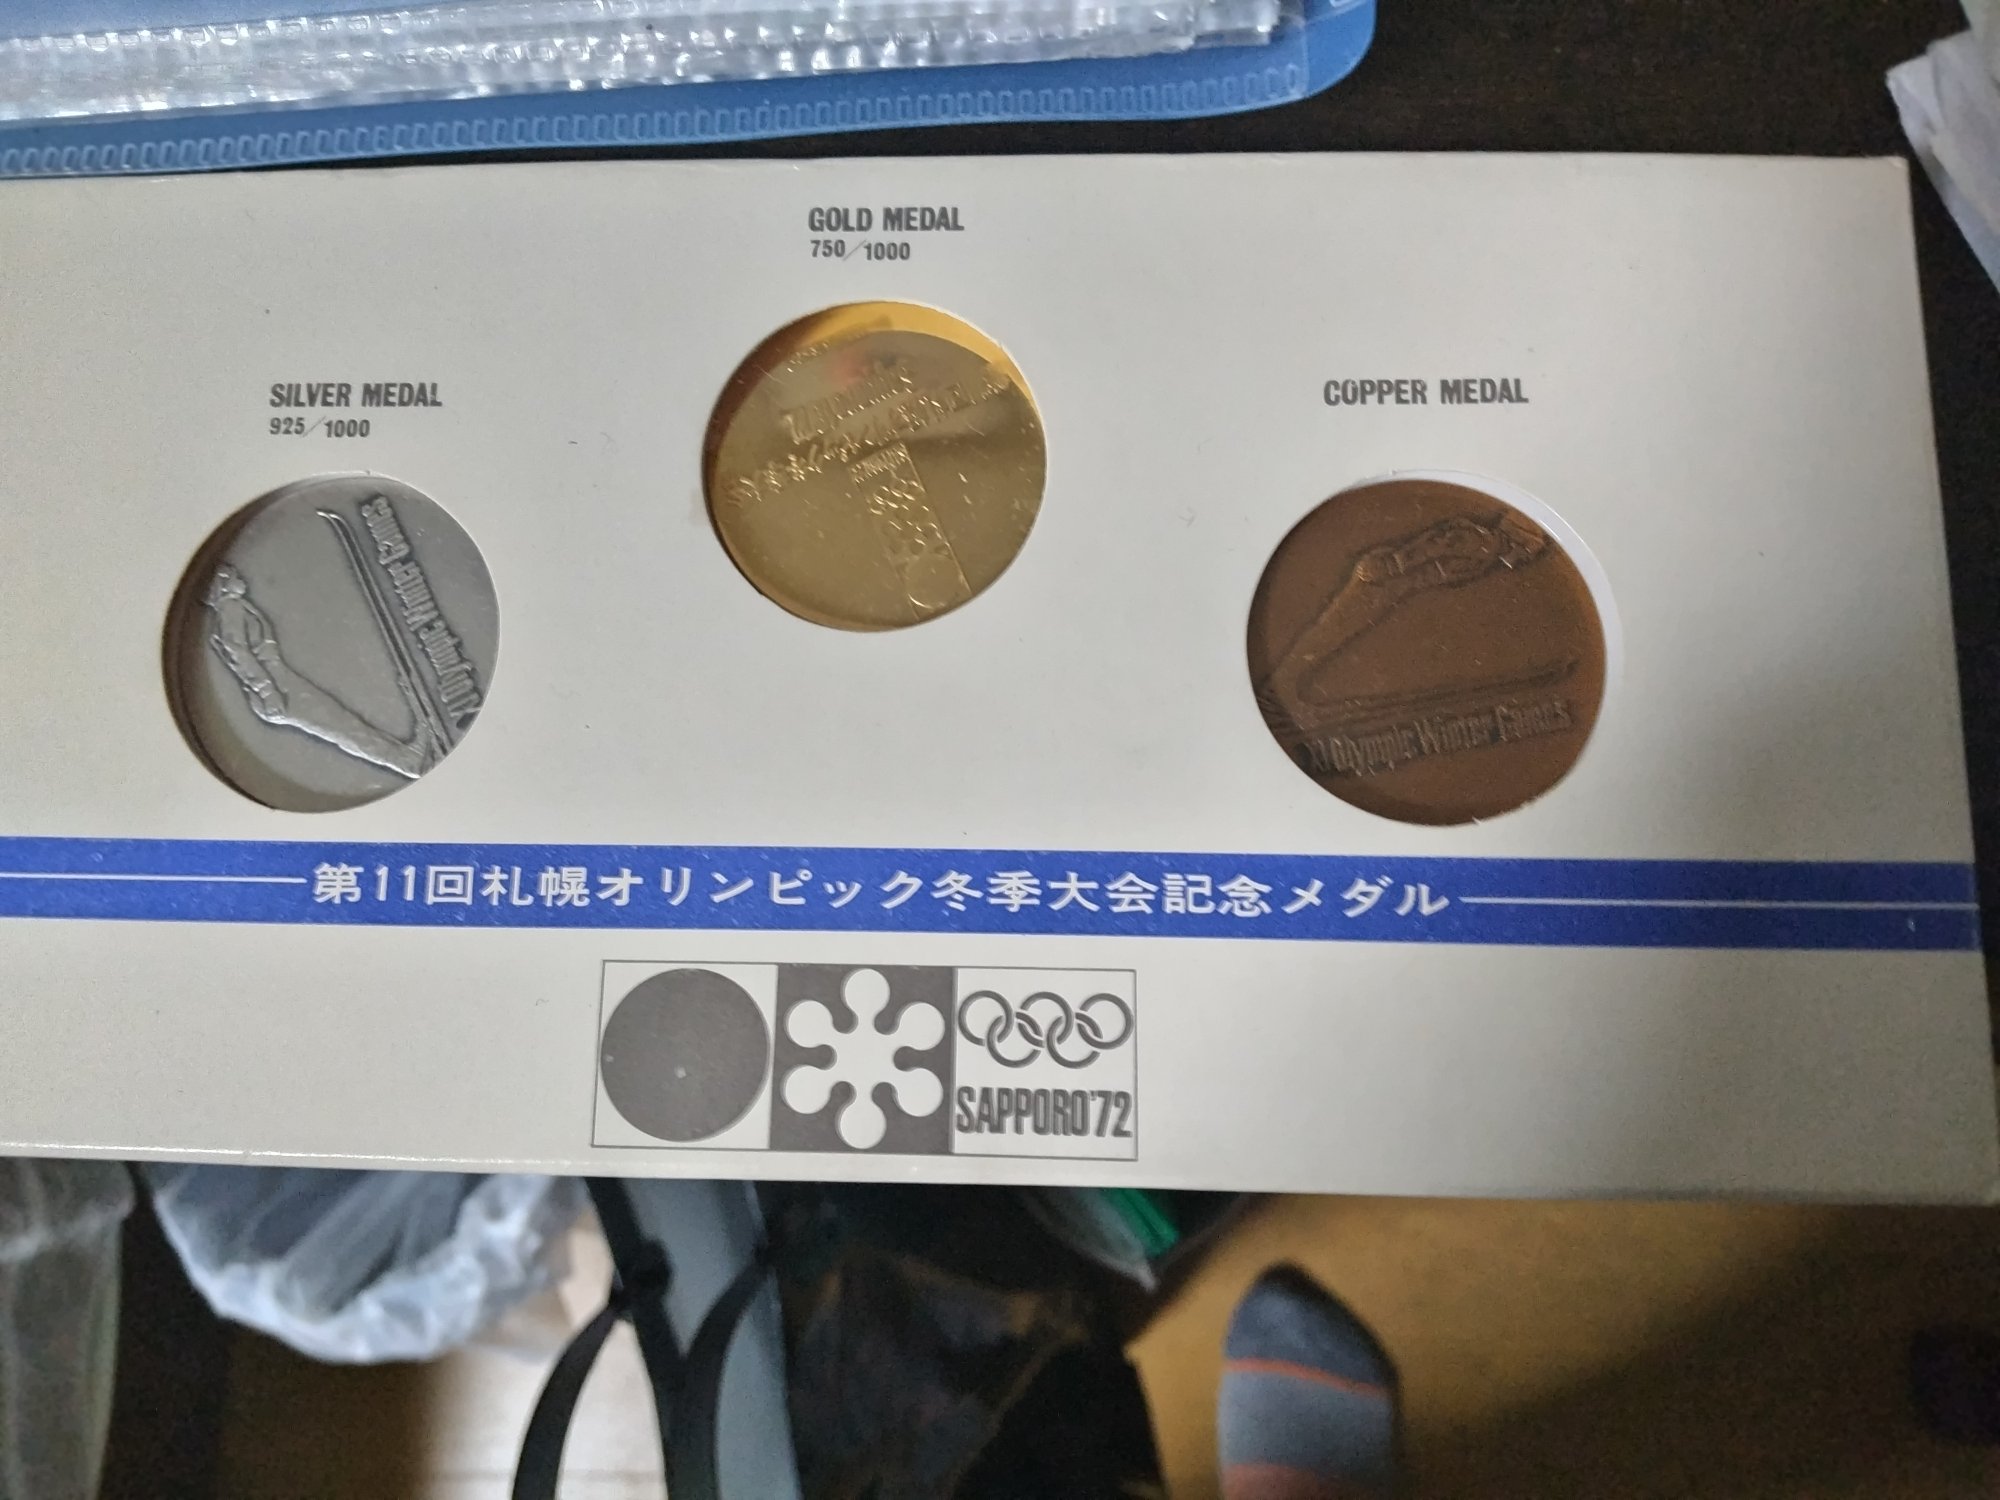 GOLD MEDAL
750/1000
SILVER MEDAL
925/1000
COPPER MEDAL
XI Olympic Winter Games
XI Olympic Winter Games
第11回札幌オリンピック冬季大会記念メダル
SAPPORO'72